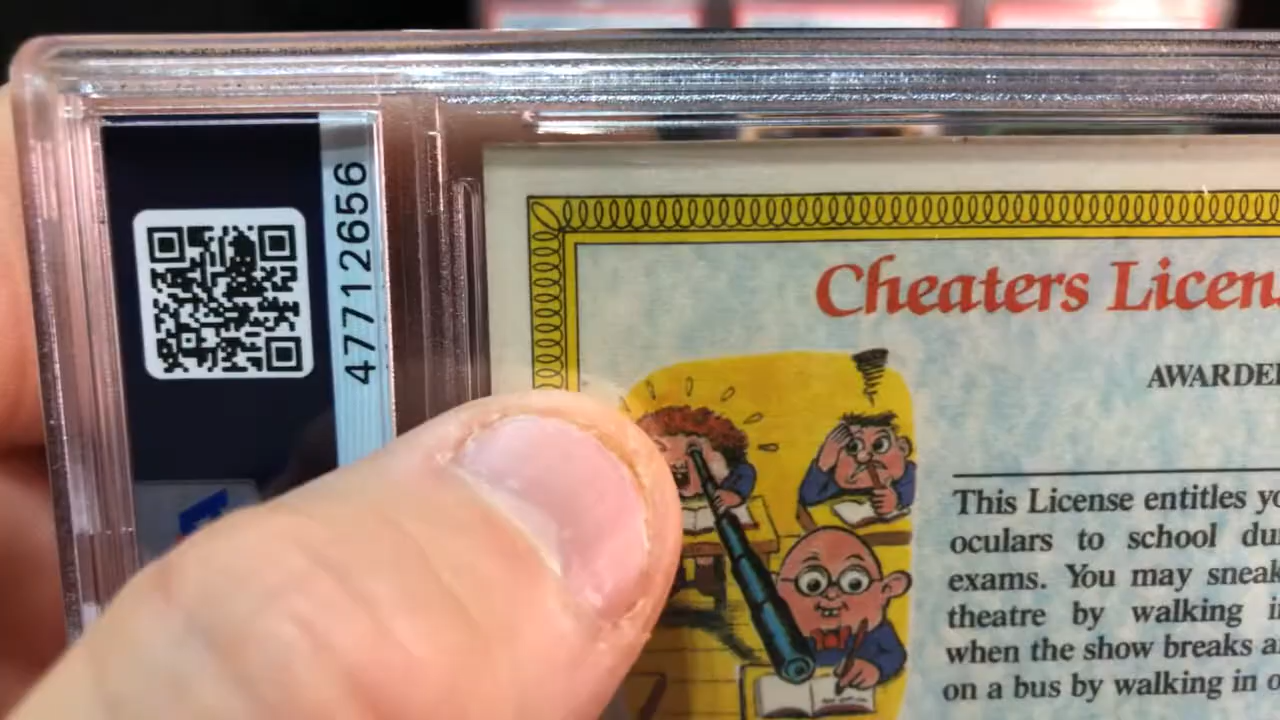 47712656
Cheaters Licen
AWARDE
This License entitles yo
oculars to school du
exams. You may sneak
theatre by walking i
when the show breaks a
on a bus by walking in o